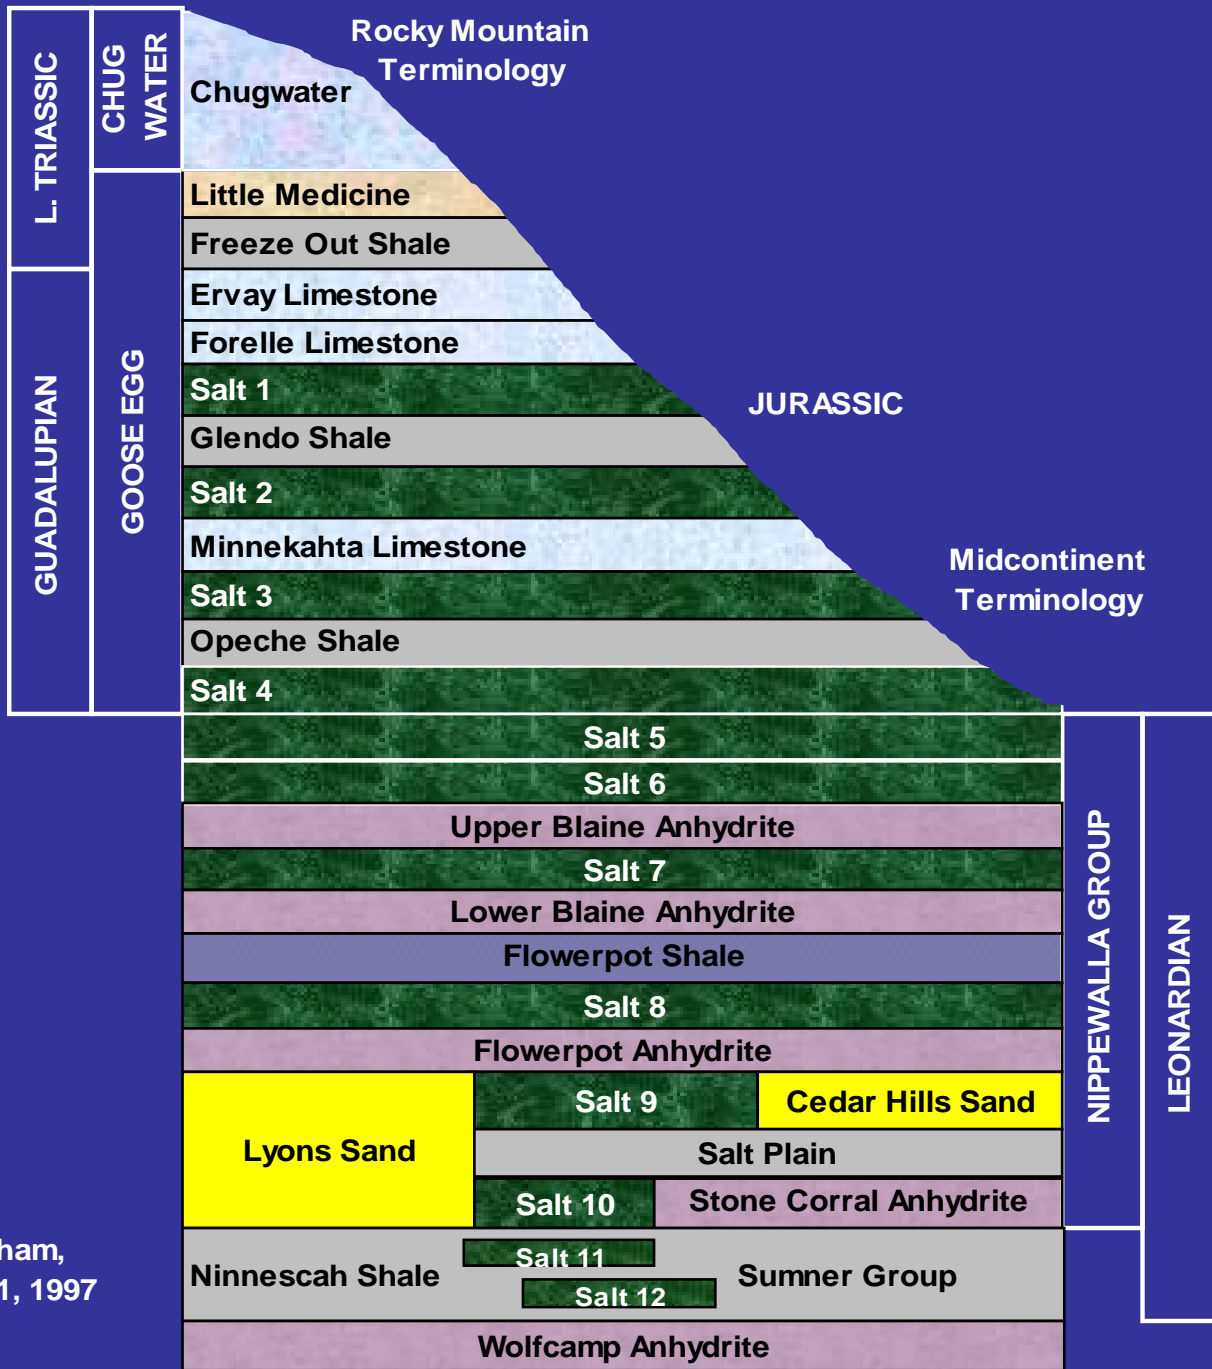 Rocky Mountain
Terminology
L. TRIASSIC
CHUG
WATER
Chugwater
Little Medicine
Freeze Out Shale
Ervay Limestone
Forelle Limestone
Salt 1
JURASSIC
Glendo Shale
GUADALUPIAN
GOOSE EGG
Salt 2
Minnekahta Limestone
Midcontinent
Terminology
Salt 3
Opeche Shale
Salt 4
Salt 5
Salt 6
Upper Blaine Anhydrite
Salt 7
Lower Blaine Anhydrite
Flowerpot Shale
NIPPEWALLA GROUP
LEONARDIAN
Salt 8
Flowerpot Anhydrite
Salt 9
Cedar Hills Sand
Lyons Sand
Salt Plain
Salt 10
Stone Corral Anhydrite
ham,
1, 1997
Ninnescah Shale
Salt 11
Sumner Group
Salt 12
Wolfcamp Anhydrite